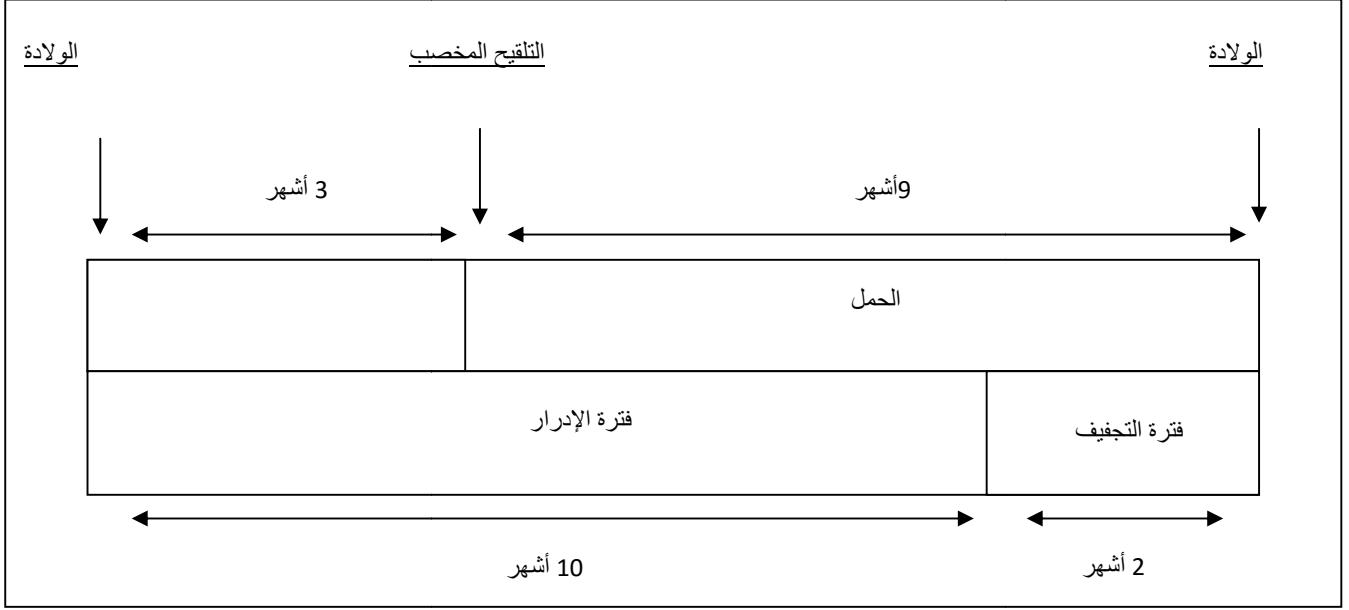 الولادة
التلقيح المخصب
الولادة
3 أشهر
9أشهر
الحمل
فترة الإدرار
فترة التجفيف
10 أشهر
2 أشهر